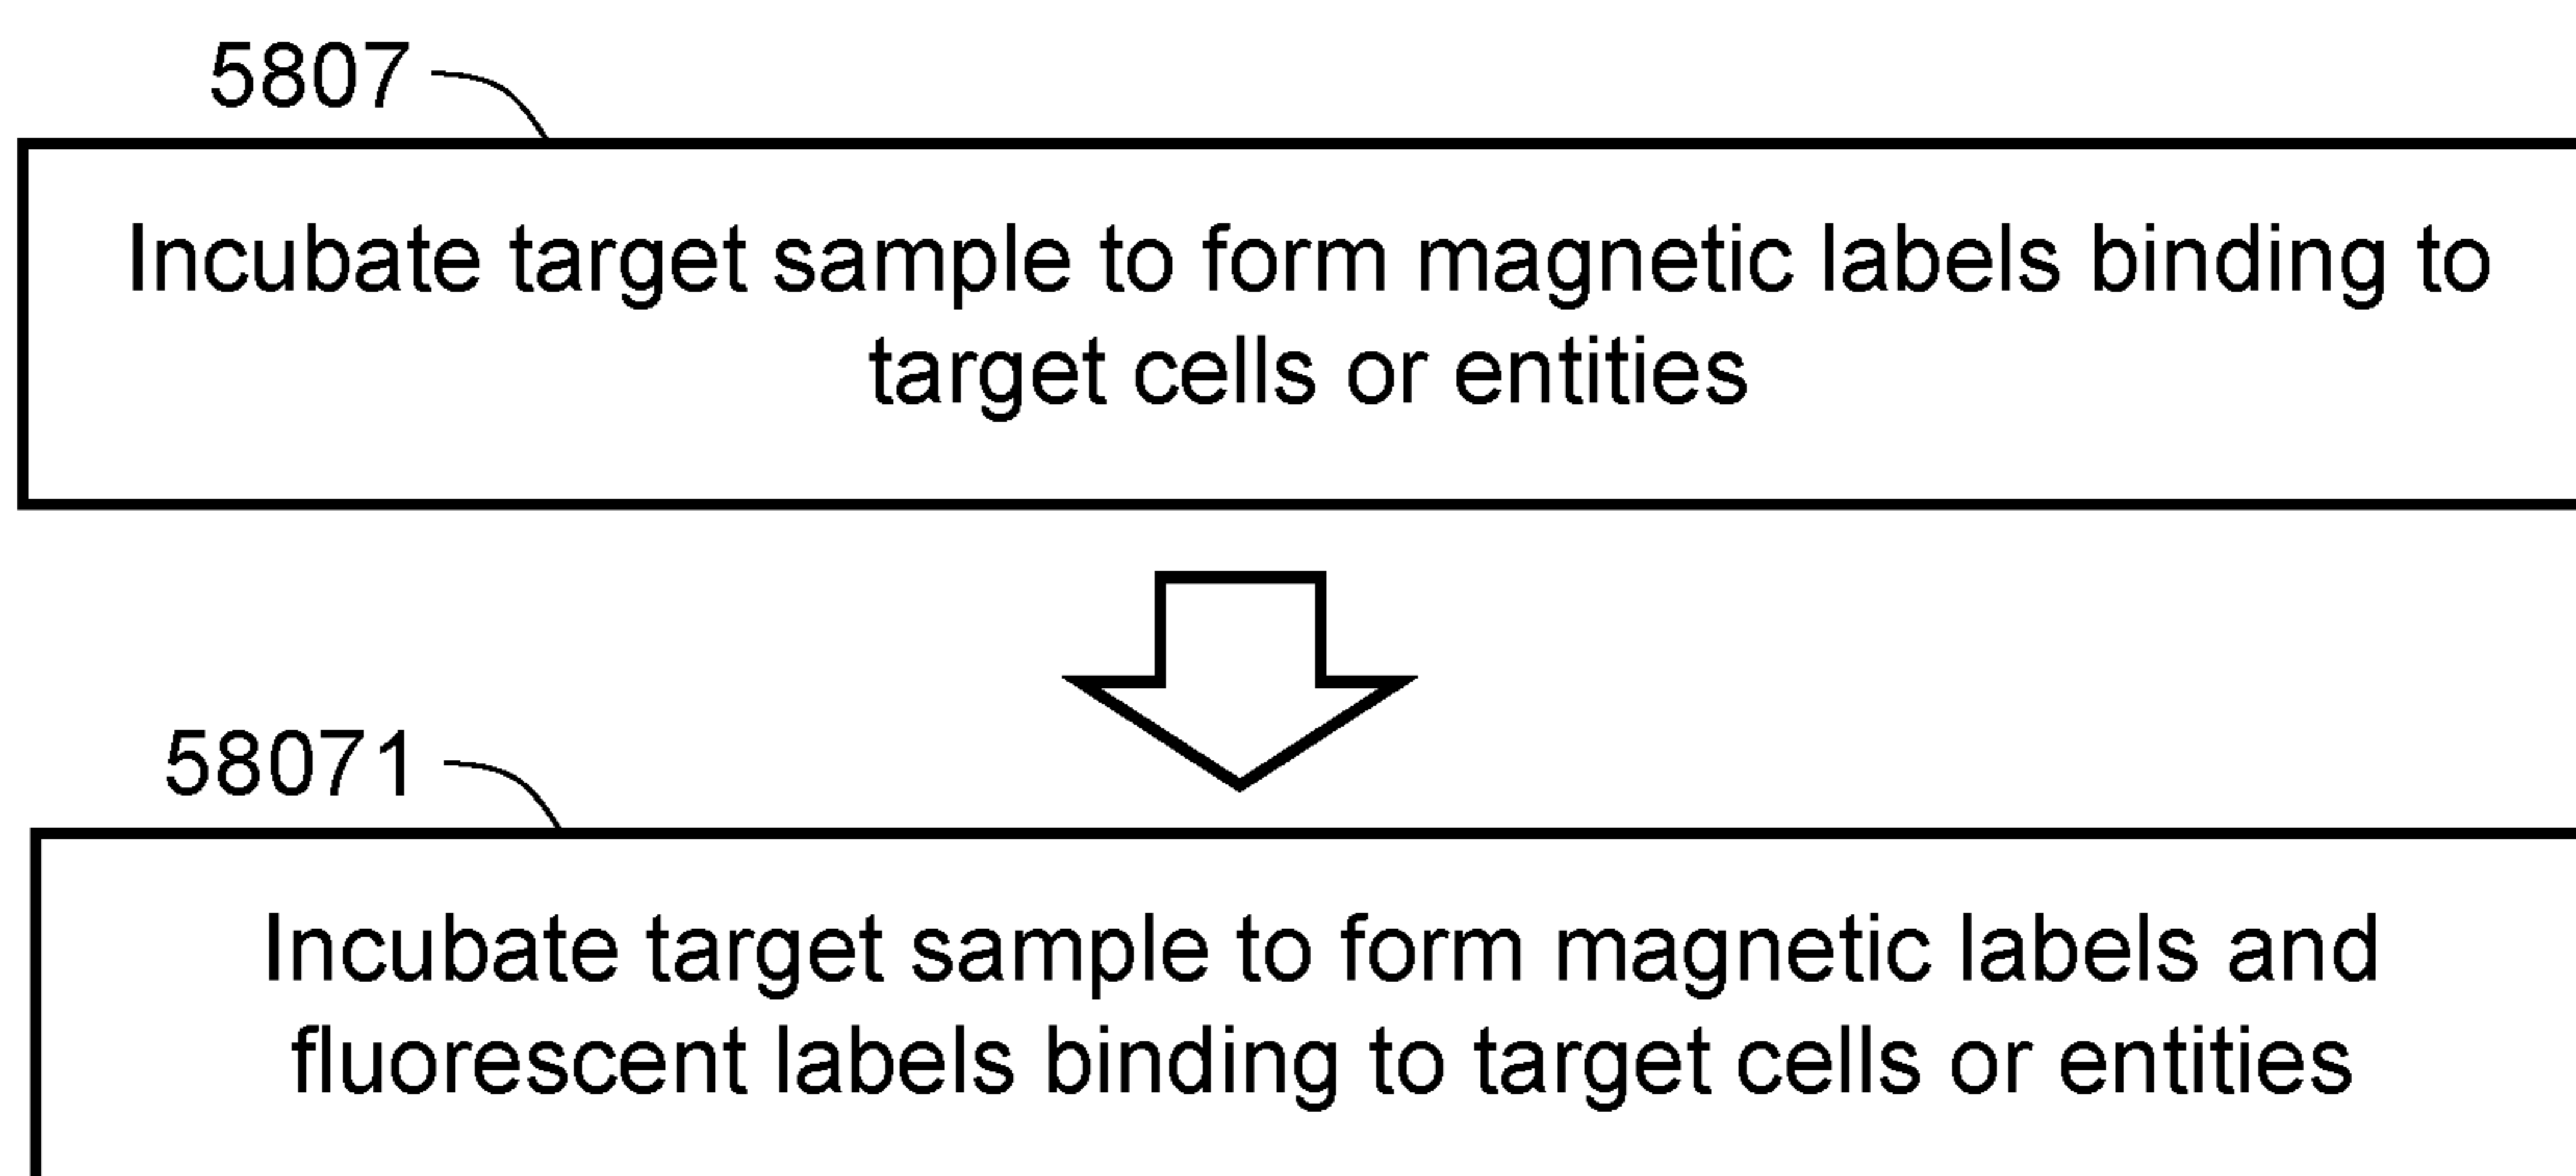 5807
Incubate target sample to form magnetic labels binding to
target cells or entities
58071
Incubate target sample to form magnetic labels and
fluorescent labels binding to target cells or entities